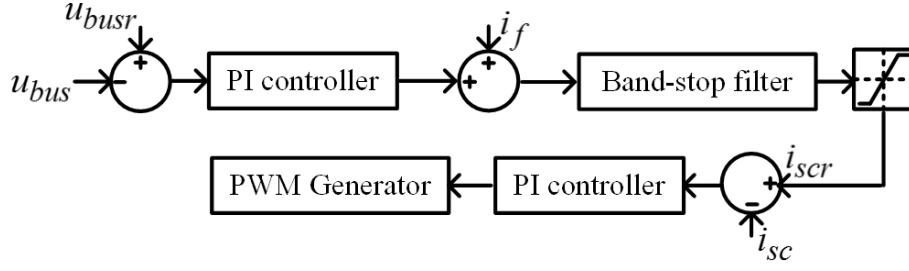 u_busr
i_f
u_bus
PI controller
Band-stop filter
PWM Generator
PI controller
i_scr
i_sc